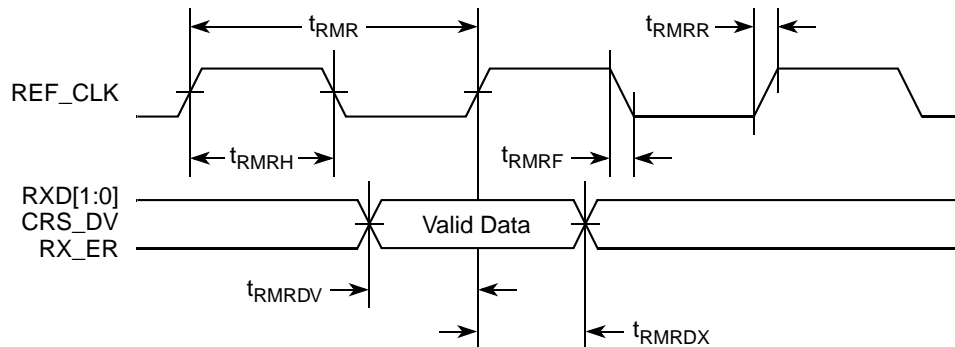 tRMR
tRMRR
REF_CLK
tRMRH
tRMRF
RXD[1:0]
CRS_DV
Valid Data
RX_ER
tRMRDV
tRMRDX